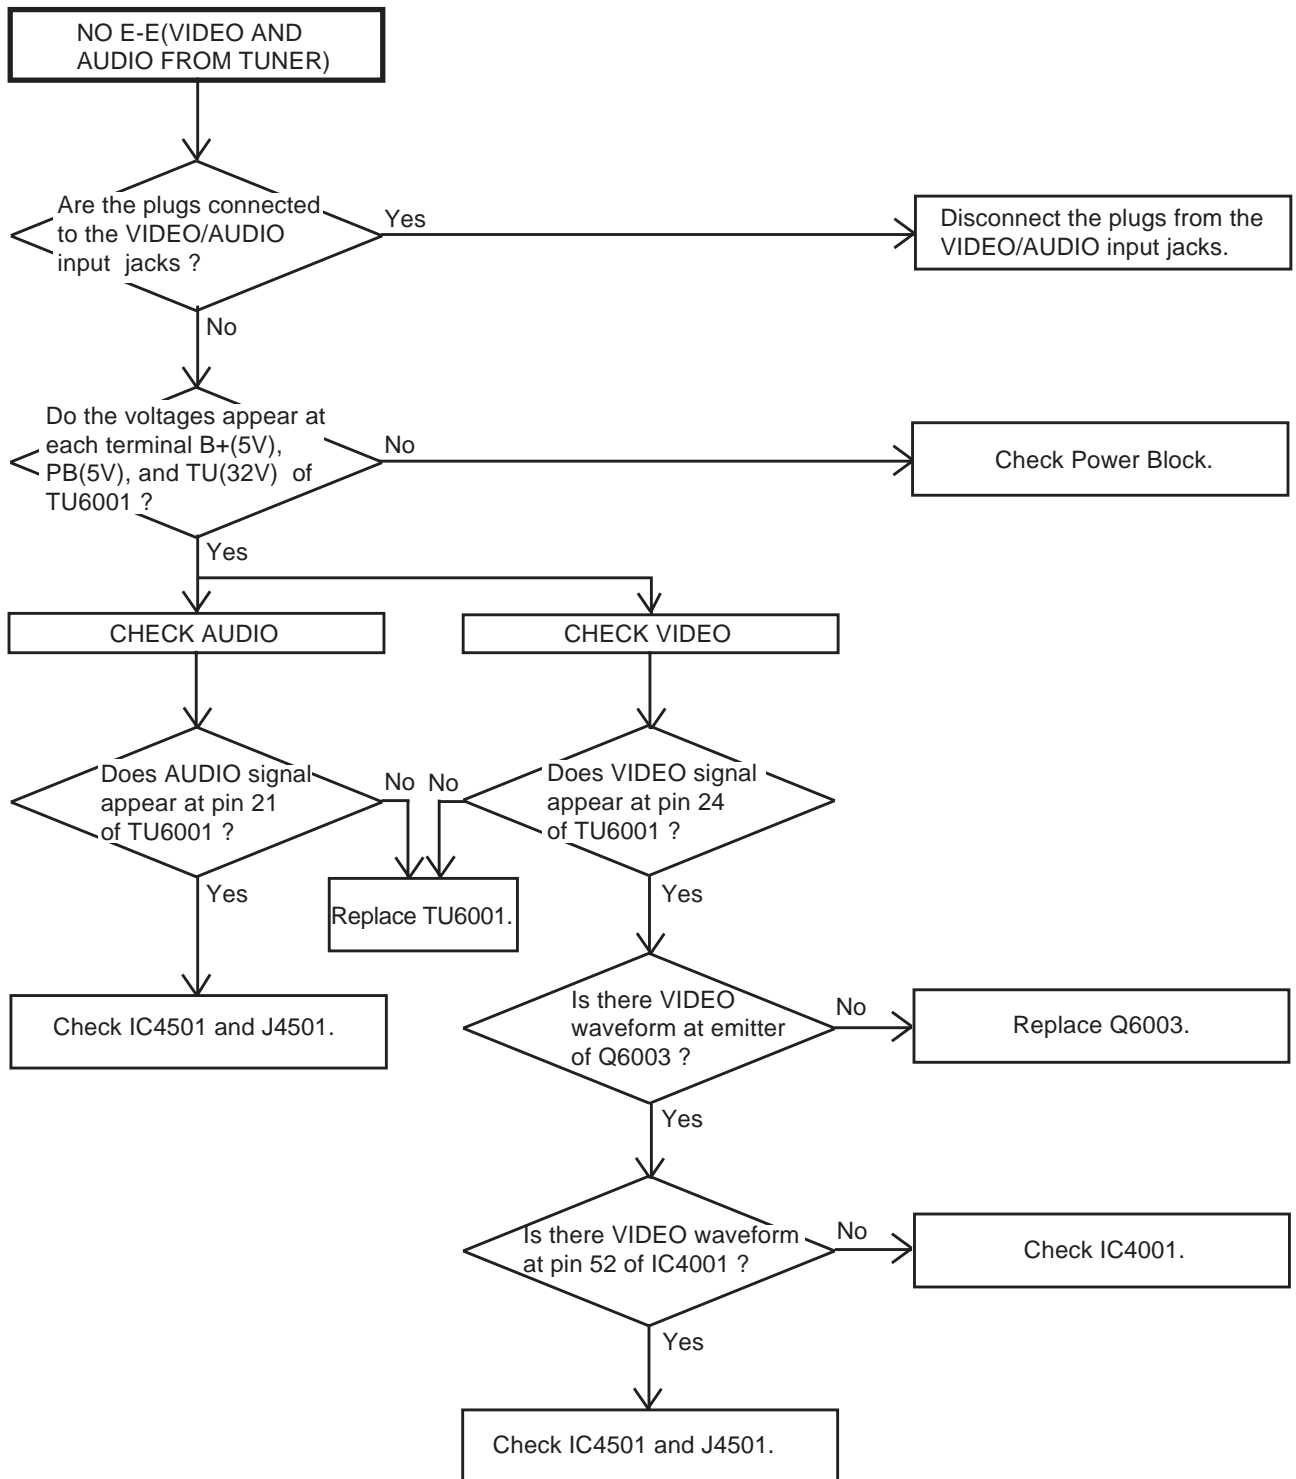 NO E-E(VIDEO AND
AUDIO FROM TUNER)
Are the plugs connected
to the VIDEO/AUDIO
input jacks ?
Yes
Disconnect the plugs from the
VIDEO/AUDIO input jacks.
No
Do the voltages appear at
each terminal B+(5V),
PB(5V), and TU(32V) of
TU6001 ?
No
Check Power Block.
Yes
CHECK AUDIO
CHECK VIDEO
Does AUDIO signal
appear at pin 21
of TU6001 ?
No
No
Does VIDEO signal
appear at pin 24
of TU6001 ?
Yes
Replace TU6001.
Yes
Check IC4501 and J4501.
Is there VIDEO
waveform at emitter
of Q6003 ?
No
Replace Q6003.
Yes
Is there VIDEO waveform
at pin 52 of IC4001 ?
No
Check IC4001.
Yes
Check IC4501 and J4501.